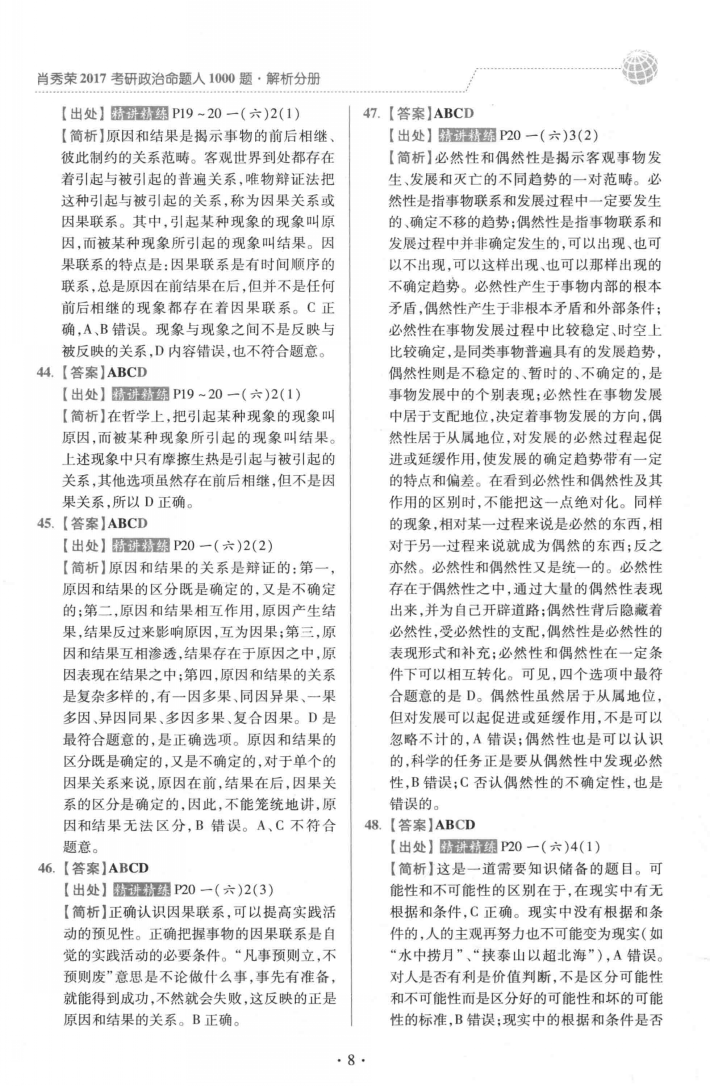 肖秀荣2017考研政治命题人1000题·解析分册
【出处】精讲精练P19~20一(六)2(1)
【简析】原因和结果是揭示事物的前后相继、
彼此制约的关系范畴。客观世界到处都存在
着引起与被引起的普遍关系,唯物辩证法把
这种引起与被引起的关系,称为因果关系或
因果联系。其中,引起某种现象的现象叫原
因,而被某种现象所引起的现象叫结果。因
果联系的特点是:因果联系是有时间顺序的
联系,总是原因在前结果在后,但并不是任何
前后相继的现象都存在着因果联系。C正
确,A、B错误。现象与现象之间不是反映与
被反映的关系,D内容错误,也不符合题意。
44.【答案】ABCD
【出处】精讲精练P19~20一(六)2(1)
【简析】在哲学上,把引起某种现象的现象叫
原因,而被某种现象所引起的现象叫结果。
上述现象中只有摩擦生热是引起与被引起的
关系,其他选项虽然存在前后相继,但不是因
果关系,所以D正确。
45.【答案】ABCD
【出处】精讲精练P20一(六)2(2)
【简析】原因和结果的关系是辩证的:第一,
原因和结果的区分既是确定的,又是不确定
的;第二,原因和结果相互作用,原因产生结
果,结果反过来影响原因,互为因果;第三,原
因和结果互相渗透,结果存在于原因之中,原
因表现在结果之中;第四,原因和结果的关系
是复杂多样的,有一因多果、同因异果、一果
多因、异因同果、多因多果、复合因果。D是
最符合题意的,是正确选项。原因和结果的
区分既是确定的,又是不确定的,对于单个的
因果关系来说,原因在前,结果在后,因果关
系的区分是确定的,因此,不能笼统地讲,原
因和结果无法区分,B错误。A、C不符合
题意。
46.【答案】ABCD
【出处】精讲精练P20一(六)2(3)
【简析】正确认识因果联系,可以提高实践活
动的预见性。正确把握事物的因果联系是自
觉的实践活动的必要条件。“凡事预则立,不
预则废”意思是不论做什么事,事先有准备,
就能得到成功,不然就会失败,这反映的正是
原因和结果的关系。B正确。
47.【答案】ABCD
【出处】精讲精练P20一(六)3(2)
【简析】必然性和偶然性是揭示客观事物发
生、发展和灭亡的不同趋势的一对范畴。必
然性是指事物联系和发展过程中一定要发生
的、确定不移的趋势;偶然性是指事物联系和
发展过程中并非确定发生的,可以出现、也可
以不出现,可以这样出现、也可以那样出现的
不确定趋势。必然性产生于事物内部的根本
矛盾,偶然性产生于非根本矛盾和外部条件;
必然性在事物发展过程中比较稳定、时空上
比较确定,是同类事物普遍具有的发展趋势,
偶然性则是不稳定的、暂时的、不确定的,是
事物发展中的个别表现;必然性在事物发展
中居于支配地位,决定着事物发展的方向,偶
然性居于从属地位,对发展的必然过程起促
进或延缓作用,使发展的确定趋势带有一定
的特点和偏差。在看到必然性和偶然性及其
作用的区别时,不能把这一点绝对化。同样
的现象,相对某一过程来说是必然的东西,相
对于另一过程来说就成为偶然的东西;反之
亦然。必然性和偶然性又是统一的。必然性
存在于偶然性之中,通过大量的偶然性表现
出来,并为自己开辟道路;偶然性背后隐藏着
必然性,受必然性的支配,偶然性是必然性的
表现形式和补充;必然性和偶然性在一定条
件下可以相互转化。可见,四个选项中最符
合题意的是D。偶然性虽然居于从属地位,
但对发展可以起促进或延缓作用,不是可以
忽略不计的,A错误;偶然性也是可以认识
的,科学的任务正是要从偶然性中发现必然
性,B错误;C否认偶然性的不确定性,也是
错误的。
48.【答案】ABCD
【出处】精讲精练P20一(六)4(1)
【简析】这是一道需要知识储备的题目。可
能性和不可能性的区别在于,在现实中有无
根据和条件,C正确。现实中没有根据和条
件的,人的主观再努力也不可能变为现实(如
“水中捞月”、“挟泰山以超北海”),A错误。
对人是否有利是价值判断,不是区分可能性
和不可能性而是区分好的可能性和坏的可能
性的标准,B错误;现实中的根据和条件是否
·8·